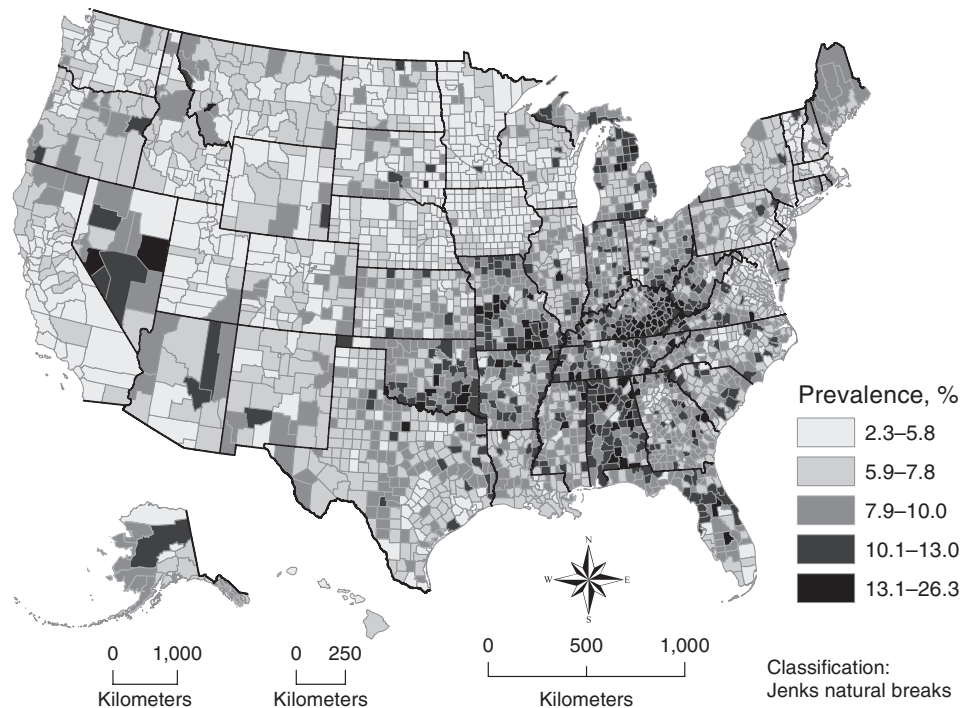 Prevalence, %
2.3–5.8
5.9–7.8
7.9–10.0
10.1–13.0
13.1–26.3
N
W E
S
0 1,000
Kilometers
0 250
Kilometers
0 500 1,000
Kilometers
Classification:
Jenks natural breaks